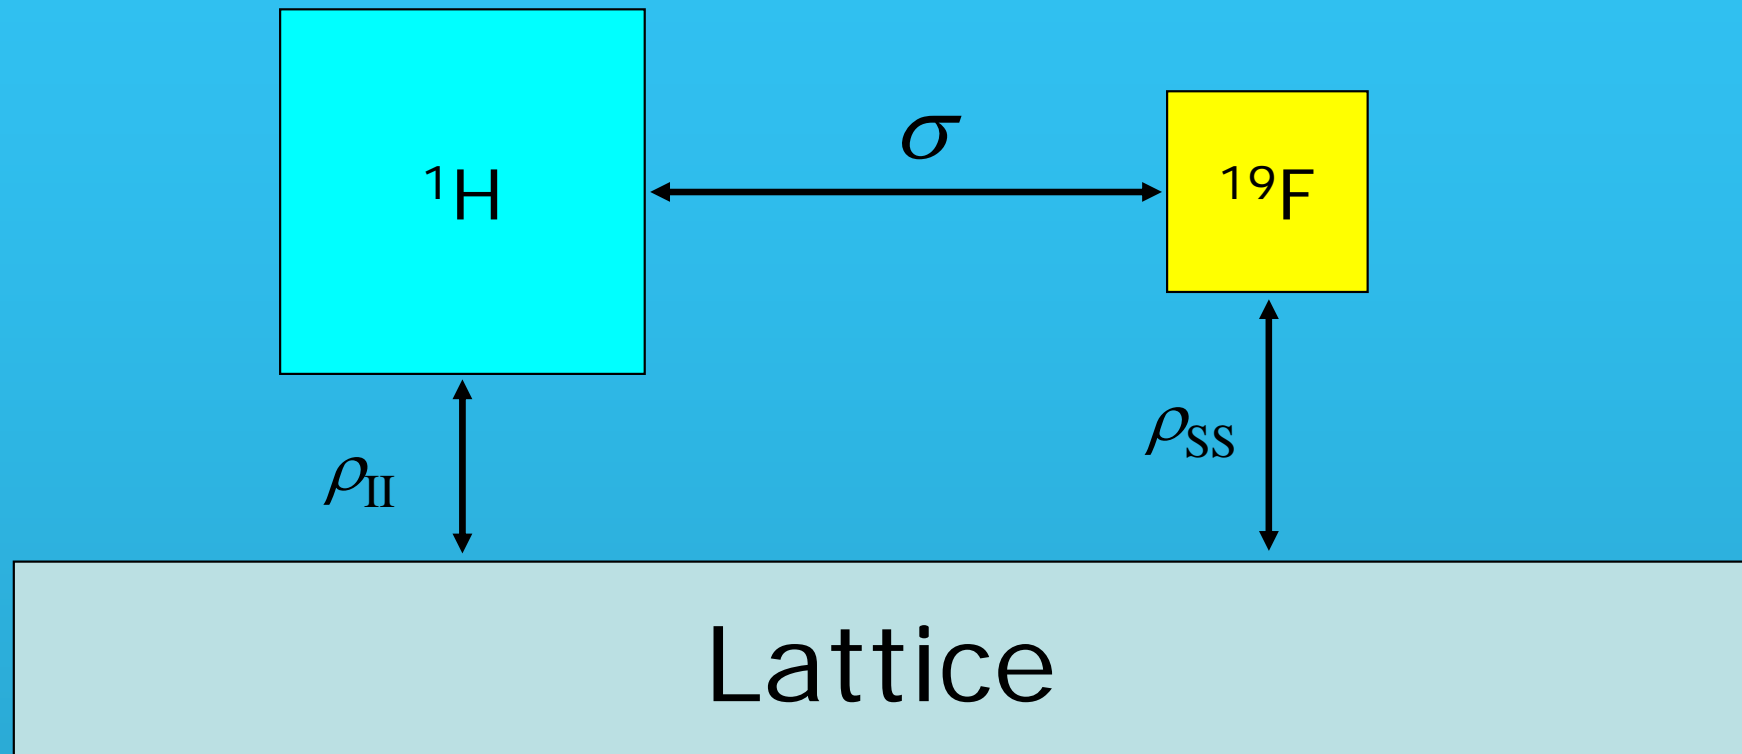 σ
¹H
¹⁹F
ρSS
ρII
Lattice